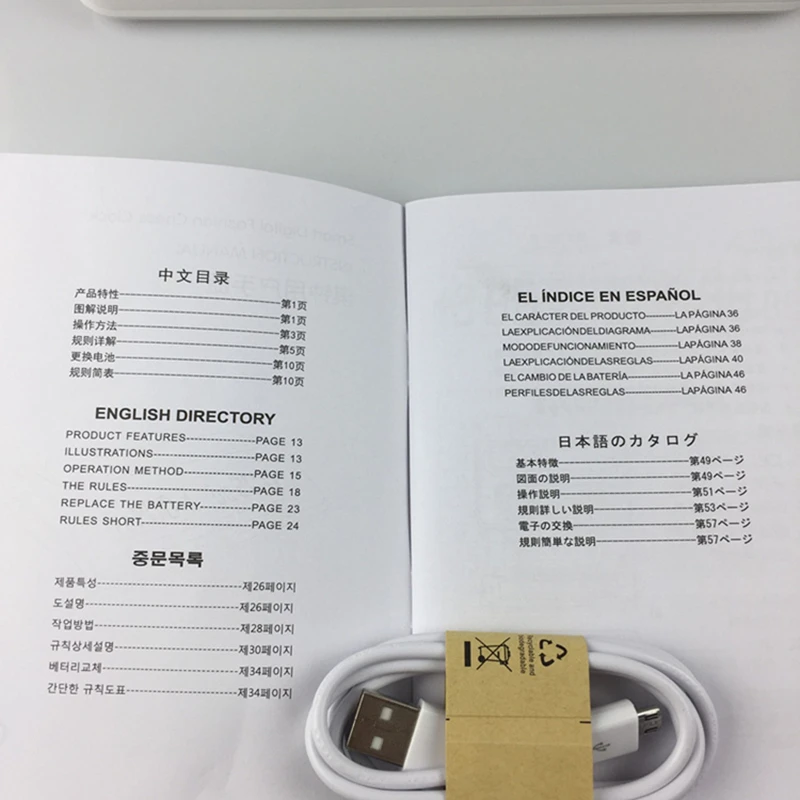 中文目录
产品特性--------第1页
图解说明--------第1页
操作方法--------第3页
规则详解--------第5页
更换电池--------第10页
规则简表--------第10页
ENGLISH DIRECTORY
PRODUCT FEATURES--------PAGE 13
ILLUSTRATIONS--------PAGE 13
OPERATION METHOD--------PAGE 15
THE RULES--------PAGE 18
REPLACE THE BATTERY--------PAGE 23
RULES SHORT--------PAGE 24
중문목록
제품특성--------제26페이지
도설명--------제26페이지
작업방법--------제28페이지
규칙상세설명--------제30페이지
베터리교체--------제34페이지
간단한 규칙도표--------제34페이지
EL ÍNDICE EN ESPAÑOL
EL CARÁCTER DEL PRODUCTO--------LA PÁGINA 36
LAEXPLICACIÓNDELDIAGRAMA--------LAPÁGINA 36
MODODEFUNCIONAMIENTO--------LAPÁGINA 38
LAEXPLICACIÓNDELASREGLAS--------LAPÁGINA 40
EL CAMBIO DE LA BATERÍA--------LA PÁGINA 46
PERFILESDELASREGLAS--------LAPÁGINA 46
日本語のカタログ
基本特徴--------第49ページ
図面の説明--------第49ページ
操作説明--------第51ページ
規則詳しい説明--------第53ページ
電子の交換--------第57ページ
規則簡単な説明--------第57ページ